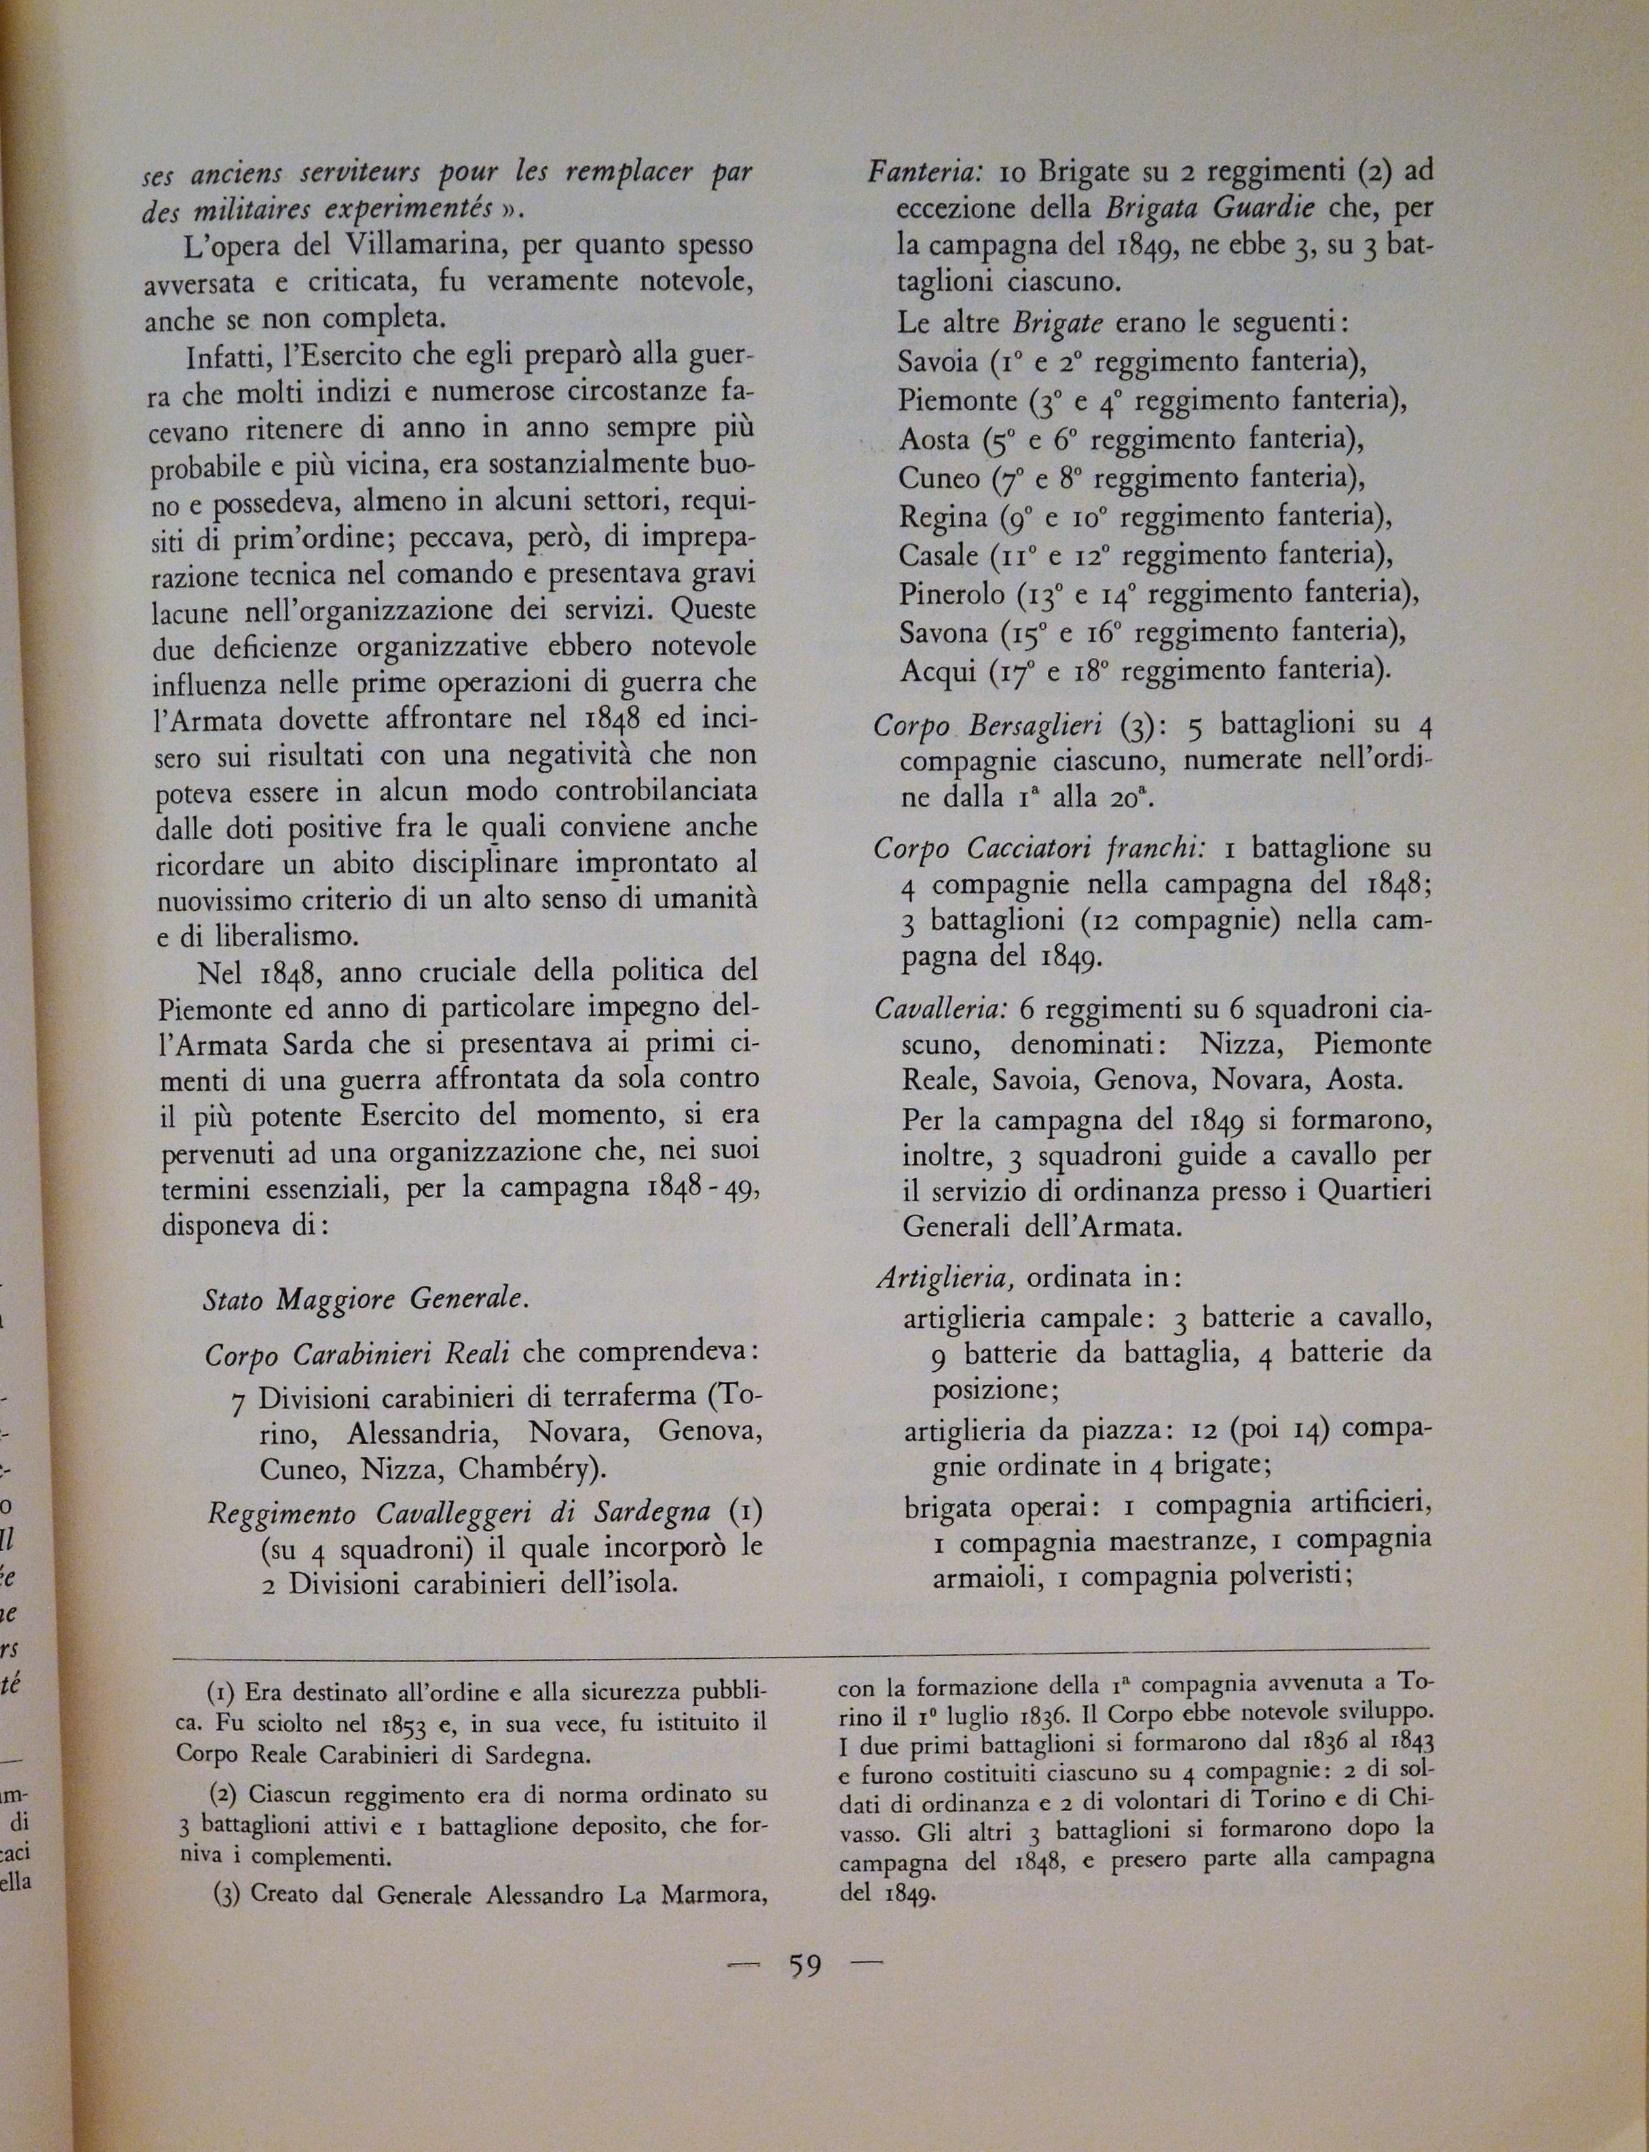 ses anciens serviteurs pour les remplacer par
des militaires experimentés ».
L'opera del Villamarina, per quanto spesso
avversata e criticata, fu veramente notevole,
anche se non completa.
Infatti, l'Esercito che egli preparò alla guer-
ra che molti indizi e numerose circostanze fa-
cevano ritenere di anno in anno sempre più
probabile e più vicina, era sostanzialmente buo-
no e possedeva, almeno in alcuni settori, requi-
siti di prim'ordine; peccava, però, di imprepa-
razione tecnica nel comando e presentava gravi
lacune nell'organizzazione dei servizi. Queste
due deficienze organizzative ebbero notevole
influenza nelle prime operazioni di guerra che
l'Armata dovette affrontare nel 1848 ed inci-
sero sui risultati con una negatività che non
poteva essere in alcun modo controbilanciata
dalle doti positive fra le quali conviene anche
ricordare un abito disciplinare improntato al
nuovissimo criterio di un alto senso di umanità
e di liberalismo.
Nel 1848, anno cruciale della politica del
Piemonte ed anno di particolare impegno del-
l'Armata Sarda che si presentava ai primi ci-
menti di una guerra affrontata da sola contro
il più potente Esercito del momento, si era
pervenuti ad una organizzazione che, nei suoi
termini essenziali, per la campagna 1848-49,
disponeva di:
Stato Maggiore Generale.
Corpo Carabinieri Reali che comprendeva:
7 Divisioni carabinieri di terraferma (To-
rino, Alessandria, Novara, Genova,
Cuneo, Nizza, Chambéry).
Reggimento Cavalleggeri di Sardegna (1)
(su 4 squadroni) il quale incorporò le
2 Divisioni carabinieri dell'isola.
Fanteria: 10 Brigate su 2 reggimenti (2) ad
eccezione della Brigata Guardie che, per
la campagna del 1849, ne ebbe 3, su 3 bat-
taglioni ciascuno.
Le altre Brigate erano le seguenti:
Savoia (1° e 2° reggimento fanteria),
Piemonte (3° e 4° reggimento fanteria),
Aosta (5° e 6° reggimento fanteria),
Cuneo (7° e 8° reggimento fanteria),
Regina (9° e 10° reggimento fanteria),
Casale (11° e 12° reggimento fanteria),
Pinerolo (13° e 14° reggimento fanteria),
Savona (15° e 16° reggimento fanteria),
Acqui (17° e 18° reggimento fanteria).
Corpo Bersaglieri (3): 5 battaglioni su 4
compagnie ciascuno, numerate nell'ordi-
ne dalla 1ª alla 20ª.
Corpo Cacciatori franchi: 1 battaglione su
4 compagnie nella campagna del 1848;
3 battaglioni (12 compagnie) nella cam-
pagna del 1849.
Cavalleria: 6 reggimenti su 6 squadroni cia-
scuno, denominati: Nizza, Piemonte
Reale, Savoia, Genova, Novara, Aosta.
Per la campagna del 1849 si formarono,
inoltre, 3 squadroni guide a cavallo per
il servizio di ordinanza presso i Quartieri
Generali dell'Armata.
Artiglieria, ordinata in:
artiglieria campale: 3 batterie a cavallo,
9 batterie da battaglia, 4 batterie da
posizione;
artiglieria da piazza: 12 (poi 14) compa-
gnie ordinate in 4 brigate;
brigata operai: 1 compagnia artificieri,
1 compagnia maestranze, 1 compagnia
armaioli, 1 compagnia polveristi;
(1) Era destinato all'ordine e alla sicurezza pubbli-
ca. Fu sciolto nel 1853 e, in sua vece, fu istituito il
Corpo Reale Carabinieri di Sardegna.
(2) Ciascun reggimento era di norma ordinato su
3 battaglioni attivi e 1 battaglione deposito, che for-
niva i complementi.
(3) Creato dal Generale Alessandro La Marmora,
con la formazione della 1ª compagnia avvenuta a To-
rino il 1° luglio 1836. Il Corpo ebbe notevole sviluppo.
I due primi battaglioni si formarono dal 1836 al 1843
e furono costituiti ciascuno su 4 compagnie: 2 di sol-
dati di ordinanza e 2 di volontari di Torino e di Chi-
vasso. Gli altri 3 battaglioni si formarono dopo la
campagna del 1848, e presero parte alla campagna
del 1849.
— 59 —